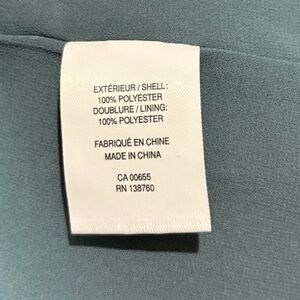 EXTÉRIEUR / SHELL:
100% POLYESTER
DOUBLURE / LINING:
100% POLYESTER
FABRIQUÉ EN CHINE
MADE IN CHINA
CA 00655
RN 138760